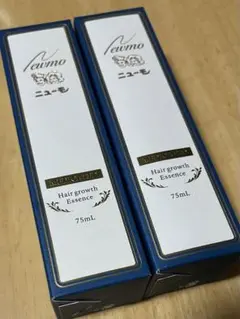 Newmo
ニューモ
Hair growth
Essence
75mL
Newmo
ニューモ
Hair growth
Essence
75mL